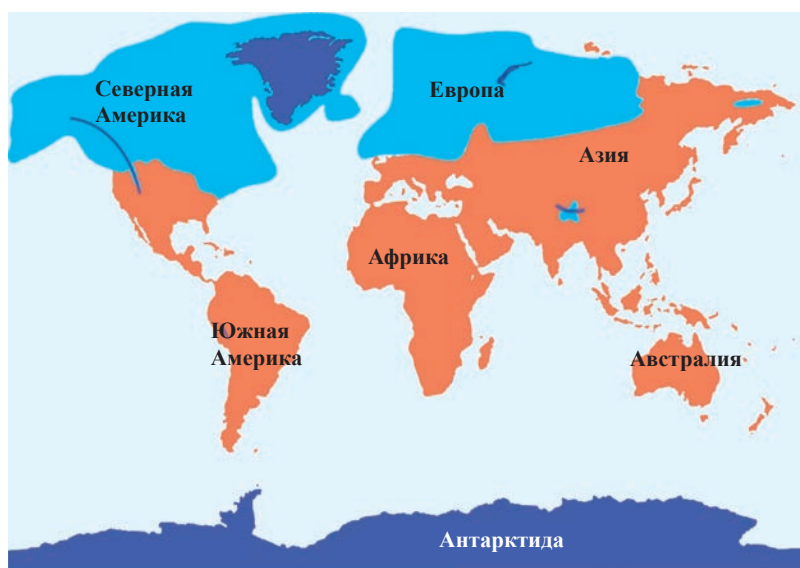 Северная
Америка
Европа
Азия
Африка
Южная
Америка
Австралия
Антарктида